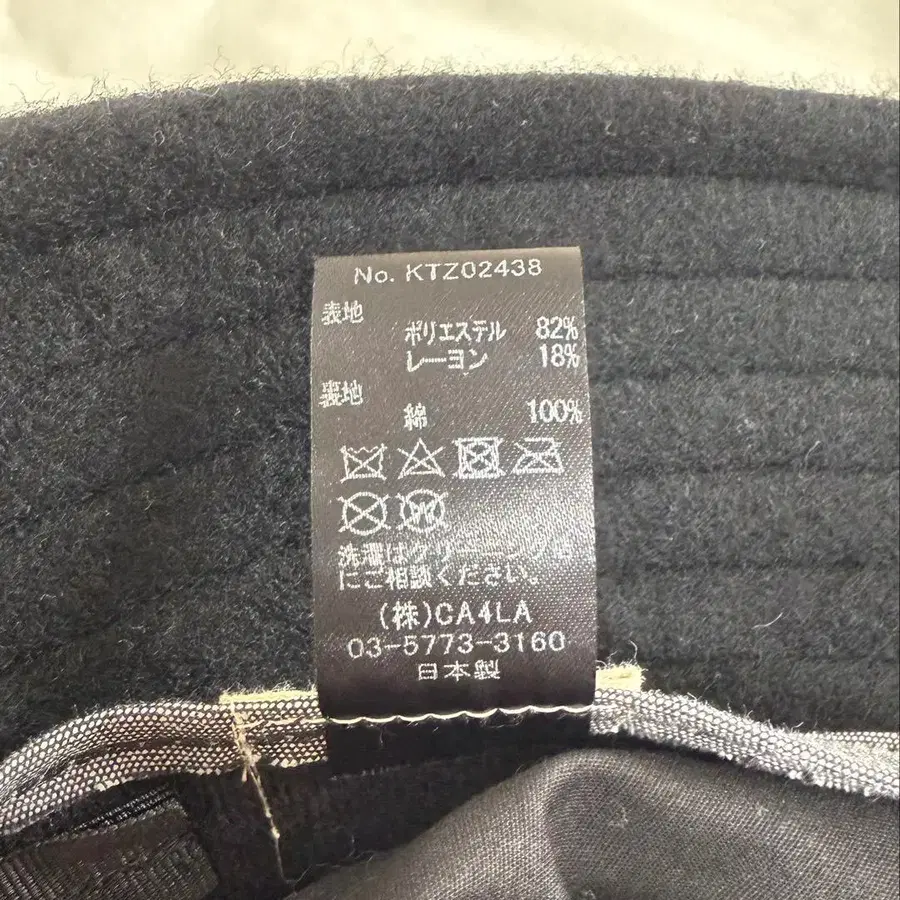 No. KTZ02438
表地
ポリエステル 82%
レーヨン 18%
裏地
綿 100%
W
洗濯はクリーニング店
にご相談ください。
(株)CA4LA
03-5773-3160
日本製